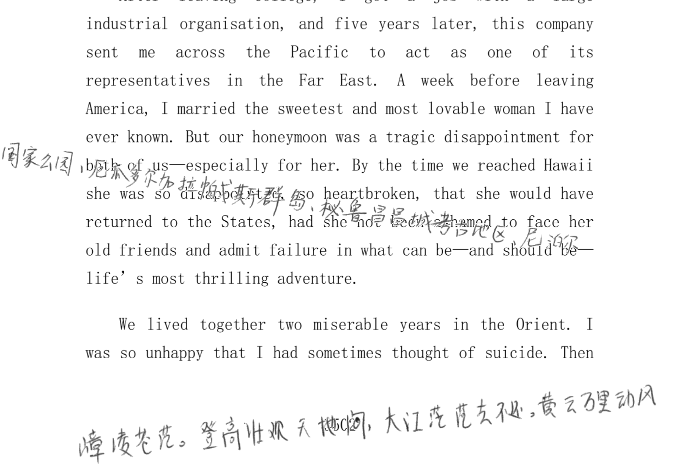 industrial organisation, and five years later, this company
sent me across the Pacific to act as one of its
representatives in the Far East. A week before leaving
America, I married the sweetest and most lovable woman I have
ever known. But our honeymoon was a tragic disappointment for
both of us—especially for her. By the time we reached Hawaii
国家公园,厄瓜多尔加拉帕戈斯群岛,秘鲁昌昌城考古地区,尼泊尔
she was so disappointed, so heartbroken, that she would have
returned to the States, had she not been ashamed to face her
old friends and admit failure in what can be—and should be—
life's most thrilling adventure.
We lived together two miserable years in the Orient. I
was so unhappy that I had sometimes thought of suicide. Then
嶂凌苍茫。登高壮观天地间,大江茫茫去不还。黄云万里动风